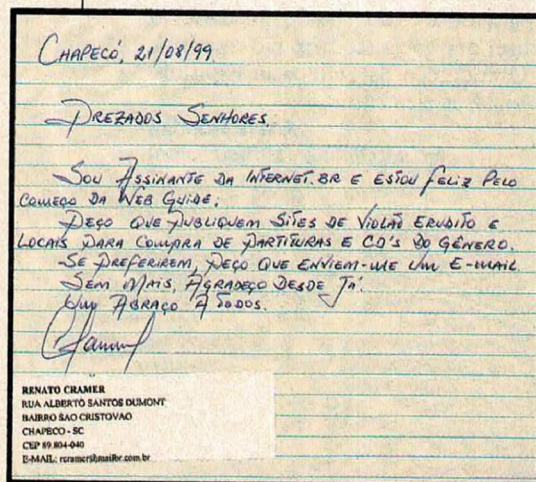 CHAPECÓ, 21/08/99.
PREZADOS SENHORES.
SOU ASSINANTE DA INTERNET.BR E ESTOU FELIZ PELO
COMEÇO DA WEB GUIDE.
PEÇO QUE PUBLIQUEM SITES DE VIOLÃO ERUDITO E
LOCAIS PARA COMPRA DE PARTITURAS E CD'S DO GÊNERO.
SE PREFERIREM, PEÇO QUE ENVIEM-ME UM E-MAIL
SEM MAIS, AGRADEÇO DESDE JÁ.
UM ABRAÇO A TODOS.
RENATO CRAMER
RUA ALBERTO SANTOS DUMONT
BAIRRO SAO CRISTOVAO
CHAPECO - SC
CEP 89.804-040
E-MAIL: